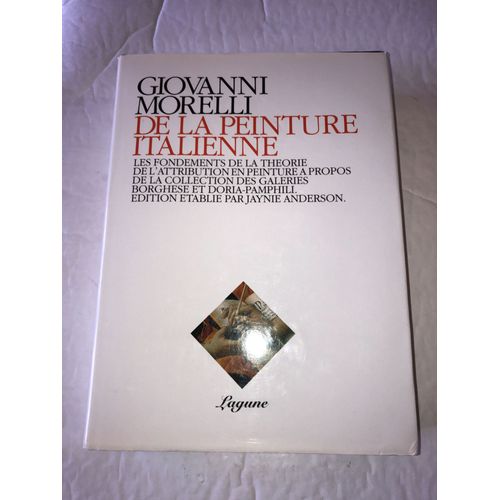 GIOVANNI
MORELLI
DE LA PEINTURE
ITALIENNE
LES FONDEMENTS DE LA THEORIE
DE L'ATTRIBUTION EN PEINTURE A PROPOS
DE LA COLLECTION DES GALERIES
BORGHESE ET DORIA-PAMPHILI.
EDITION ETABLIE PAR JAYNIE ANDERSON.
Lagune